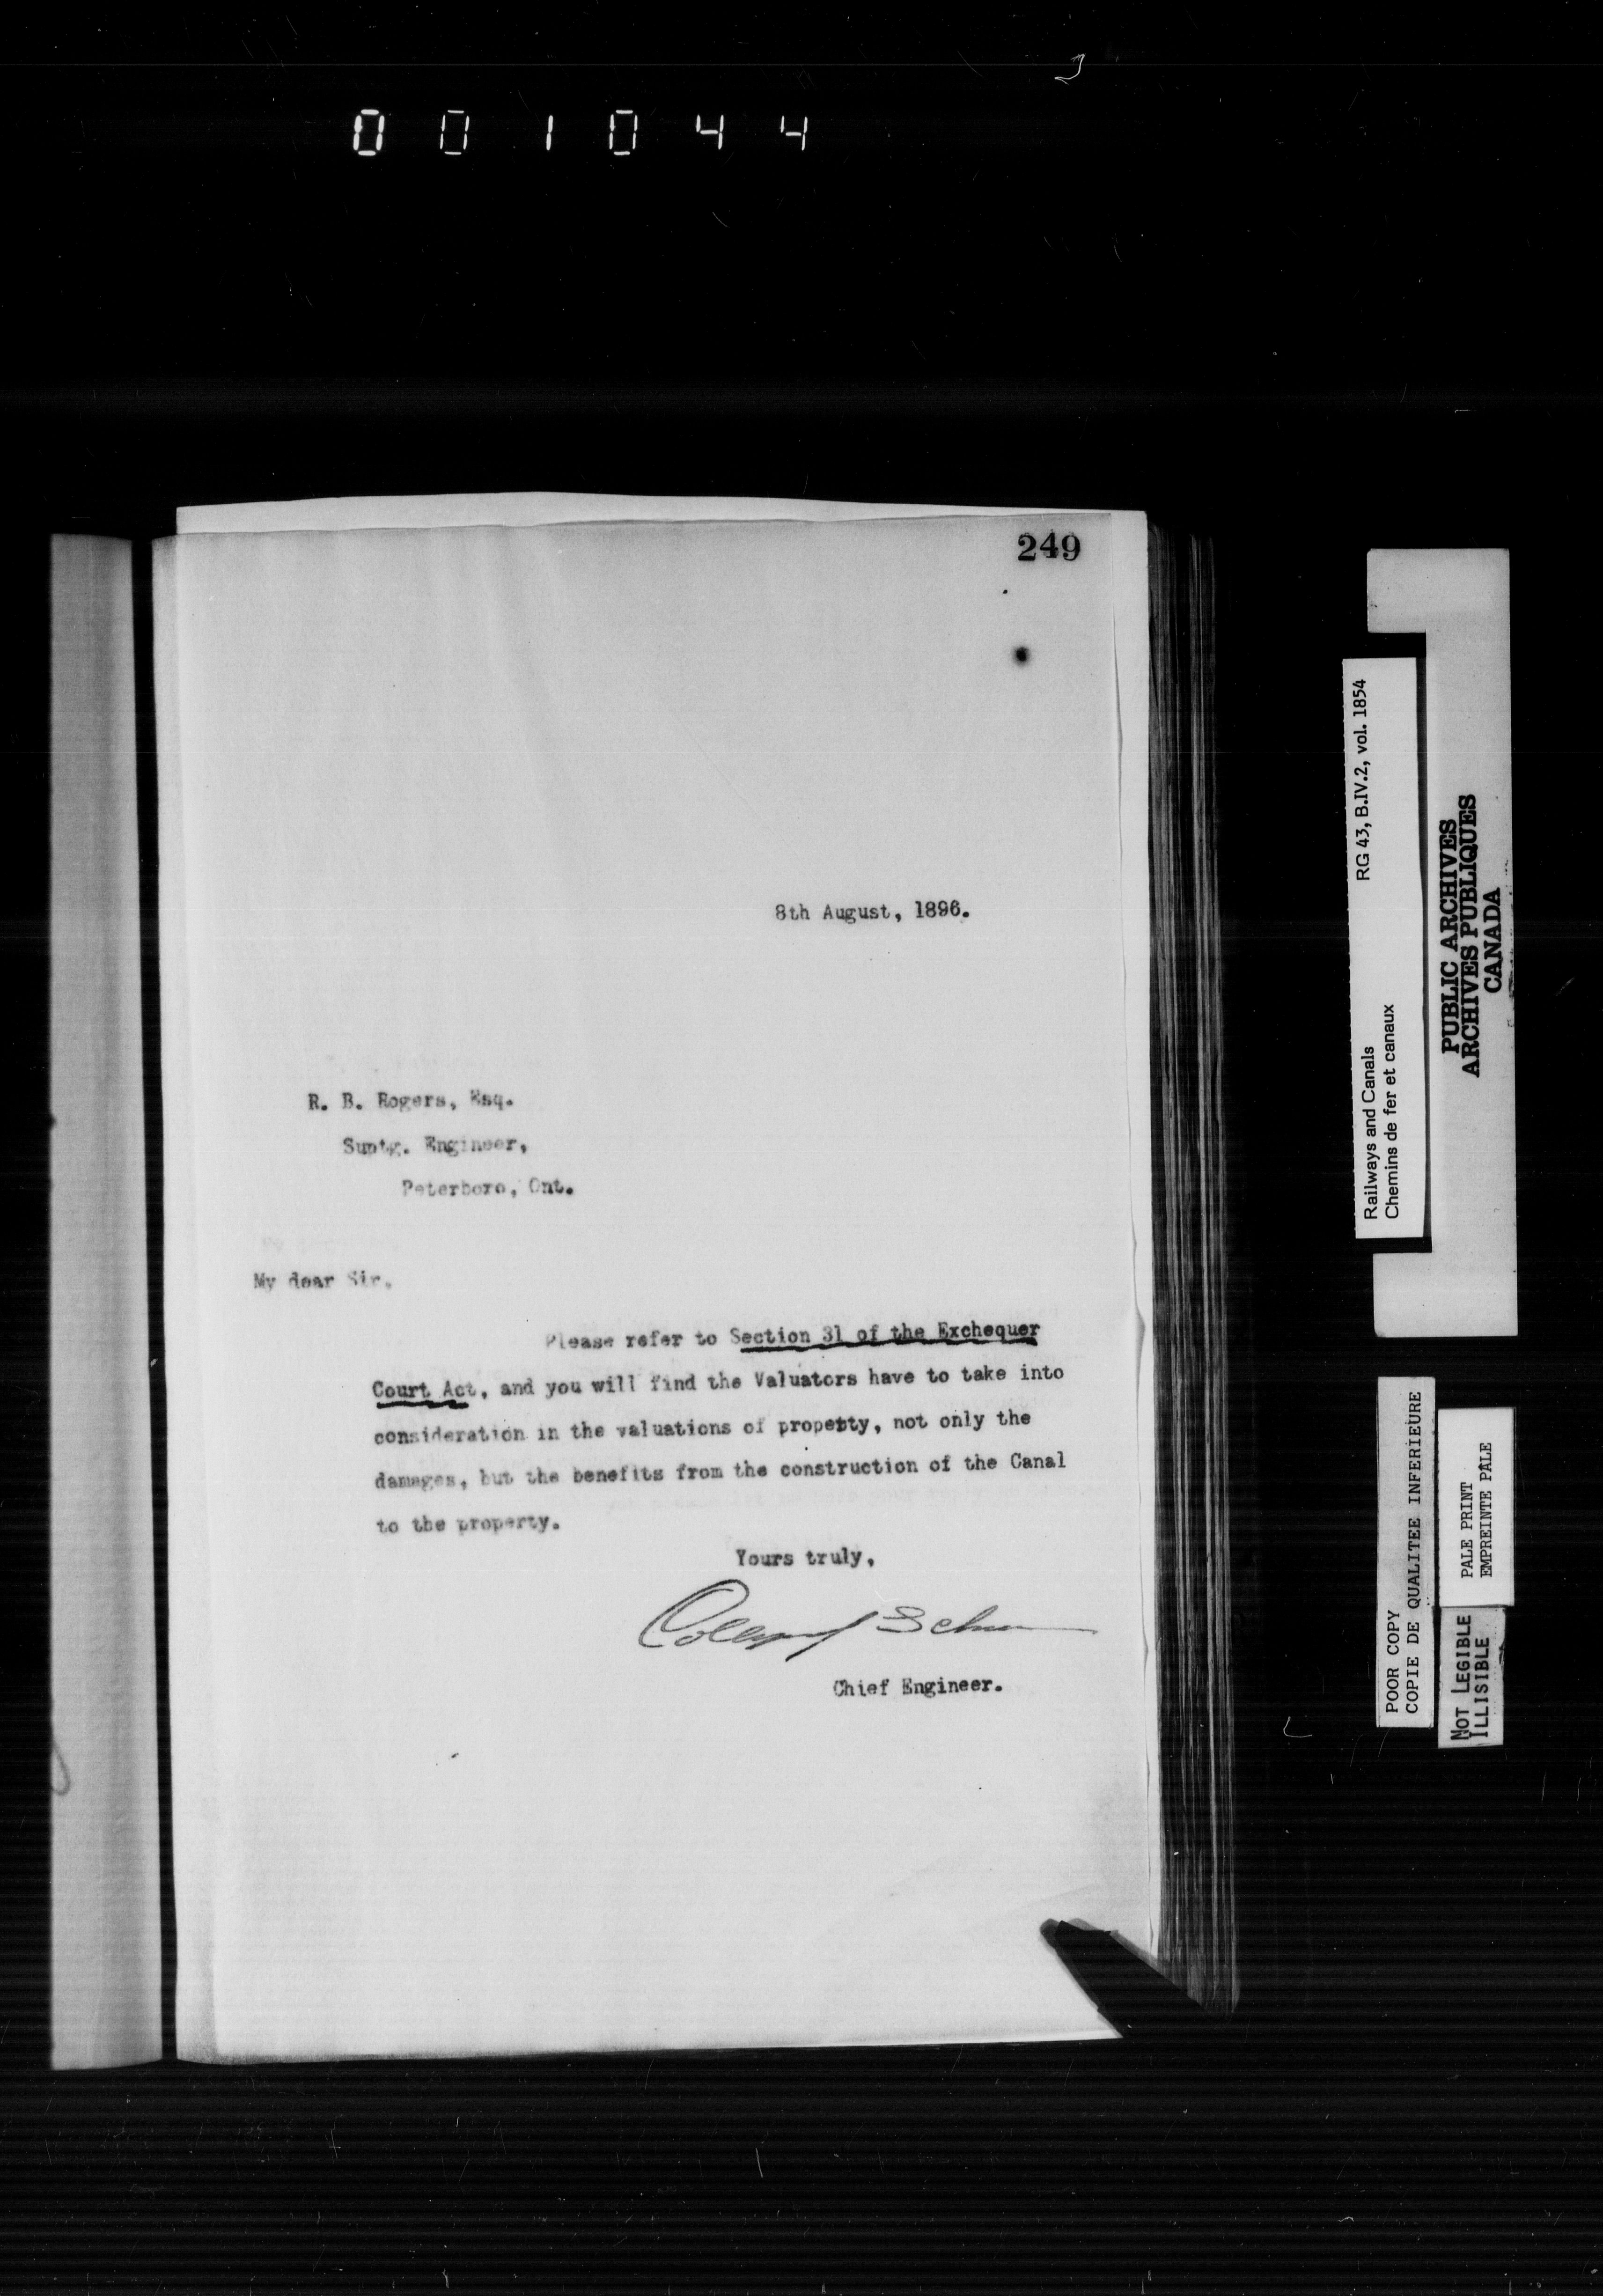 001044
249
8th August, 1896.
R. B. Rogers, Esq.
Suptg. Engineer,
Peterboro, Ont.
My dear Sir,
Please refer to Section 31 of the Exchequer
Court Act, and you will find the Valuators have to take into
consideration in the valuations of property, not only the
damages, but the benefits from the construction of the Canal
to the property.
Yours truly,
Chief Engineer.
Railways and Canals RG 43, B.IV.2, vol. 1854
Chemins de fer et canaux
PUBLIC ARCHIVES
ARCHIVES PUBLIQUES
CANADA
POOR COPY
COPIE DE QUALITEE INFERIEURE
PALE PRINT
EMPREINTE PÂLE
NOT LEGIBLE
ILLISIBLE